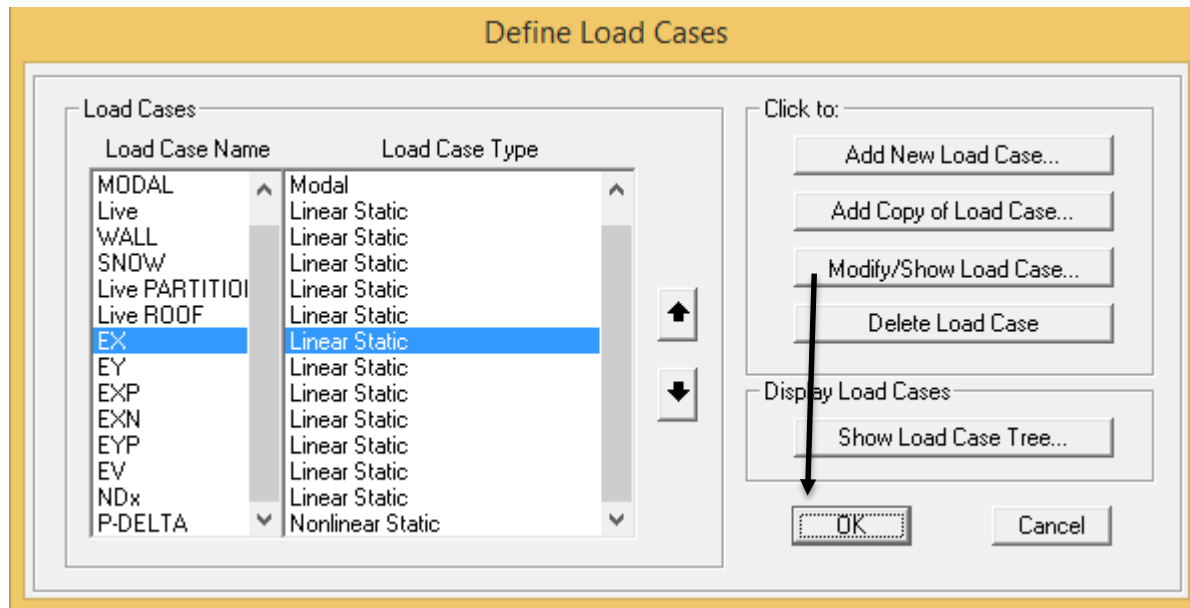 Define Load Cases
Load Cases
Load Case Name Load Case Type
MODAL Modal
Live Linear Static
WALL Linear Static
SNOW Linear Static
Live PARTITIOI Linear Static
Live ROOF Linear Static
EX Linear Static
EY Linear Static
EXP Linear Static
EXN Linear Static
EYP Linear Static
EV Linear Static
NDx Linear Static
P-DELTA Nonlinear Static
Click to:
Add New Load Case...
Add Copy of Load Case...
Modify/Show Load Case...
Delete Load Case
Display Load Cases
Show Load Case Tree...
OK Cancel